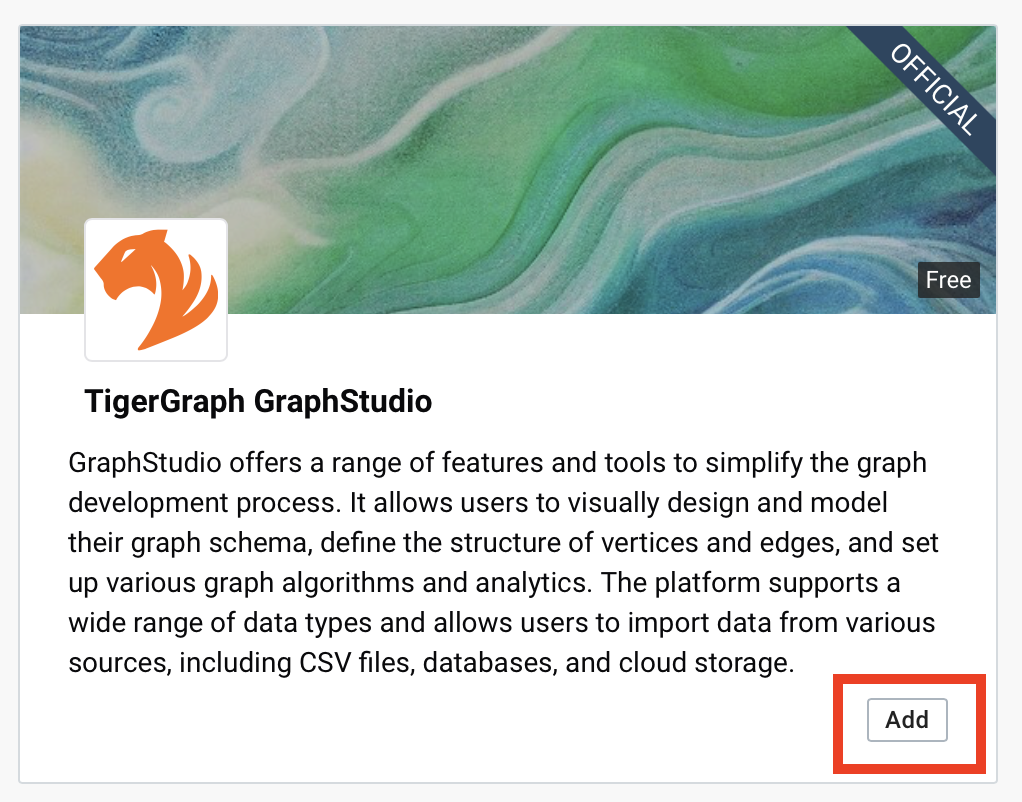 OFFICIAL
Free
TigerGraph GraphStudio
GraphStudio offers a range of features and tools to simplify the graph
development process. It allows users to visually design and model
their graph schema, define the structure of vertices and edges, and set
up various graph algorithms and analytics. The platform supports a
wide range of data types and allows users to import data from various
sources, including CSV files, databases, and cloud storage.
Add